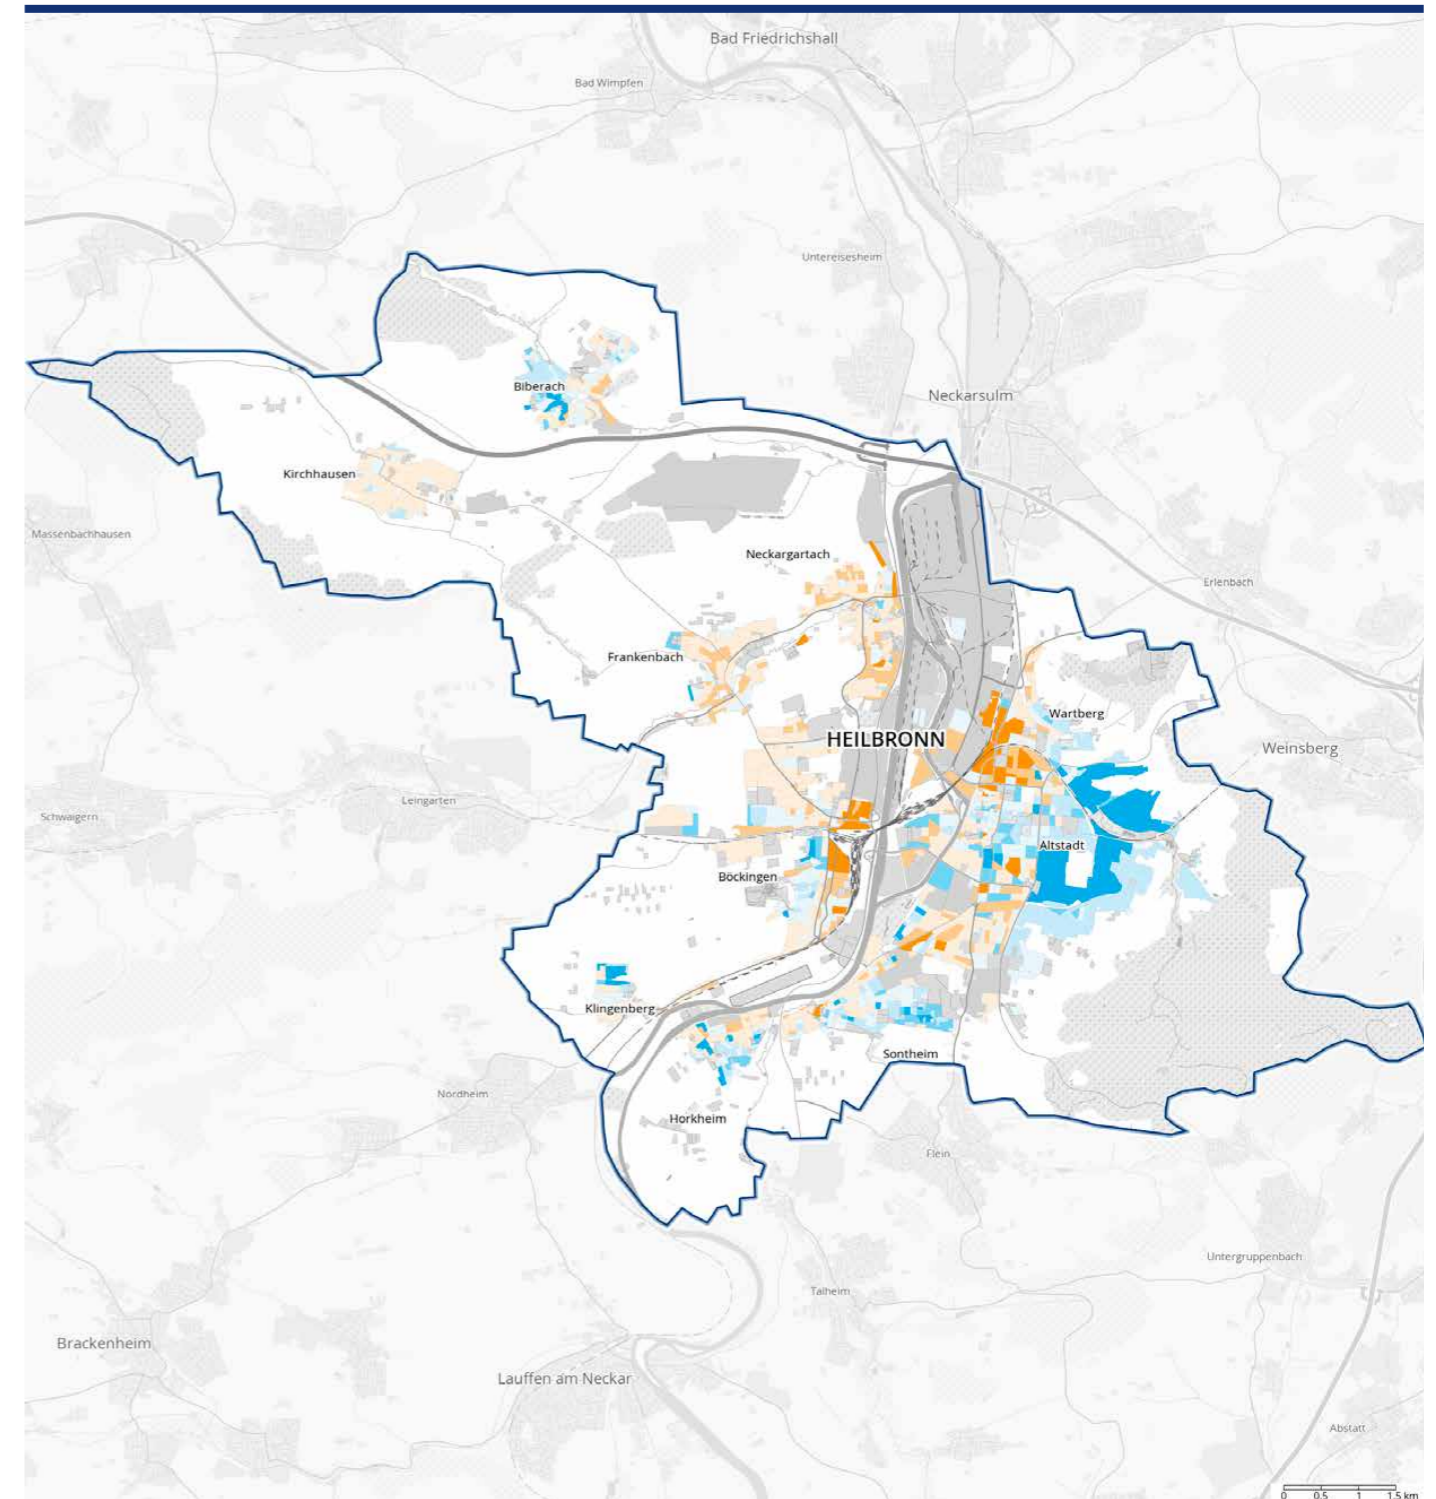 Bad Friedrichshall
Bad Wimpfen
Untereisesheim
Biberach
Neckarsulm
Kirchhausen
Massenbachhausen
Neckargartach
Erlenbach
Frankenbach
Wartberg
HEILBRONN
Weinsberg
Leingarten
Schwaigern
Altstadt
Böckingen
Klingenberg
Sontheim
Nordheim
Horkheim
Flein
Untergruppenbach
Talheim
Brackenheim
Lauffen am Neckar
Abstatt
0 0.5 1 1.5 km